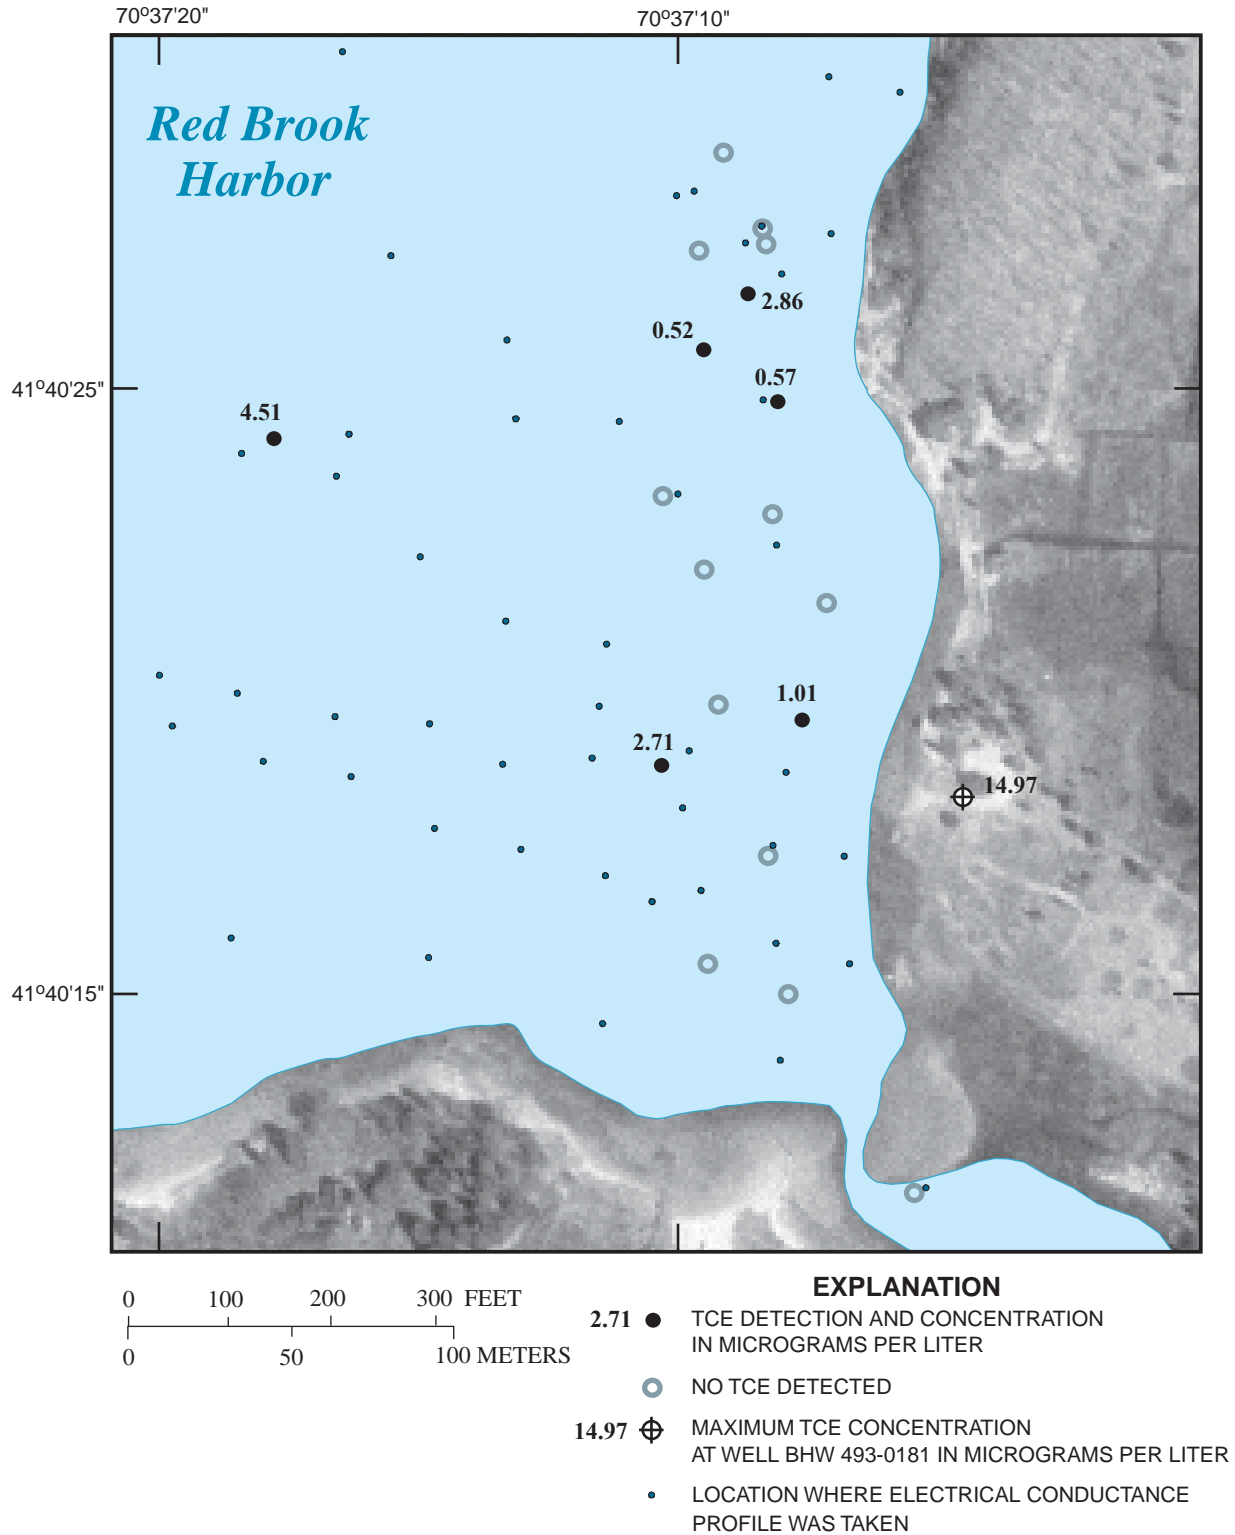 70°37'20" 70°37'10"
Red Brook
Harbor
2.86
0.52
0.57
41°40'25"
4.51
1.01
2.71
14.97
41°40'15"
0 100 200 300 FEET
0 50 100 METERS
EXPLANATION
2.71 TCE DETECTION AND CONCENTRATION
IN MICROGRAMS PER LITER
NO TCE DETECTED
14.97 MAXIMUM TCE CONCENTRATION
AT WELL BHW 493-0181 IN MICROGRAMS PER LITER
LOCATION WHERE ELECTRICAL CONDUCTANCE
PROFILE WAS TAKEN